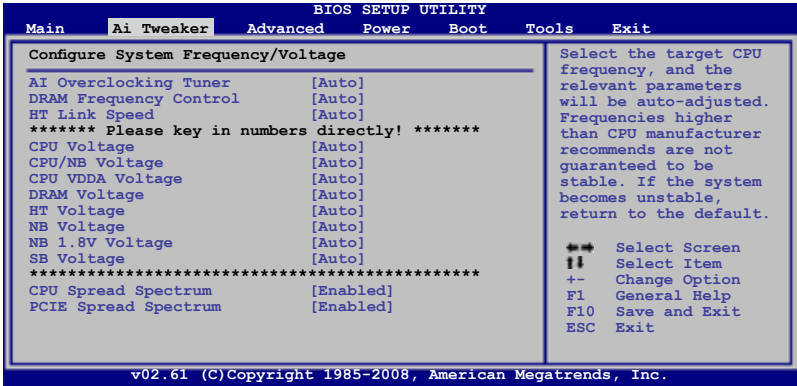 BIOS SETUP UTILITY
Main Ai Tweaker Advanced Power Boot Tools Exit
Configure System Frequency/Voltage
AI Overclocking Tuner [Auto]
DRAM Frequency Control [Auto]
HT Link Speed [Auto]
******* Please key in numbers directly! *******
CPU Voltage [Auto]
CPU/NB Voltage [Auto]
CPU VDDA Voltage [Auto]
DRAM Voltage [Auto]
HT Voltage [Auto]
NB Voltage [Auto]
NB 1.8V Voltage [Auto]
SB Voltage [Auto]
***********************************************
CPU Spread Spectrum [Enabled]
PCIE Spread Spectrum [Enabled]
Select the target CPU
frequency, and the
relevant parameters
will be auto-adjusted.
Frequencies higher
than CPU manufacturer
recommends are not
guaranteed to be
stable. If the system
becomes unstable,
return to the default.
←→ Select Screen
↑↓ Select Item
+- Change Option
F1 General Help
F10 Save and Exit
ESC Exit
v02.61 (C)Copyright 1985-2008, American Megatrends, Inc.